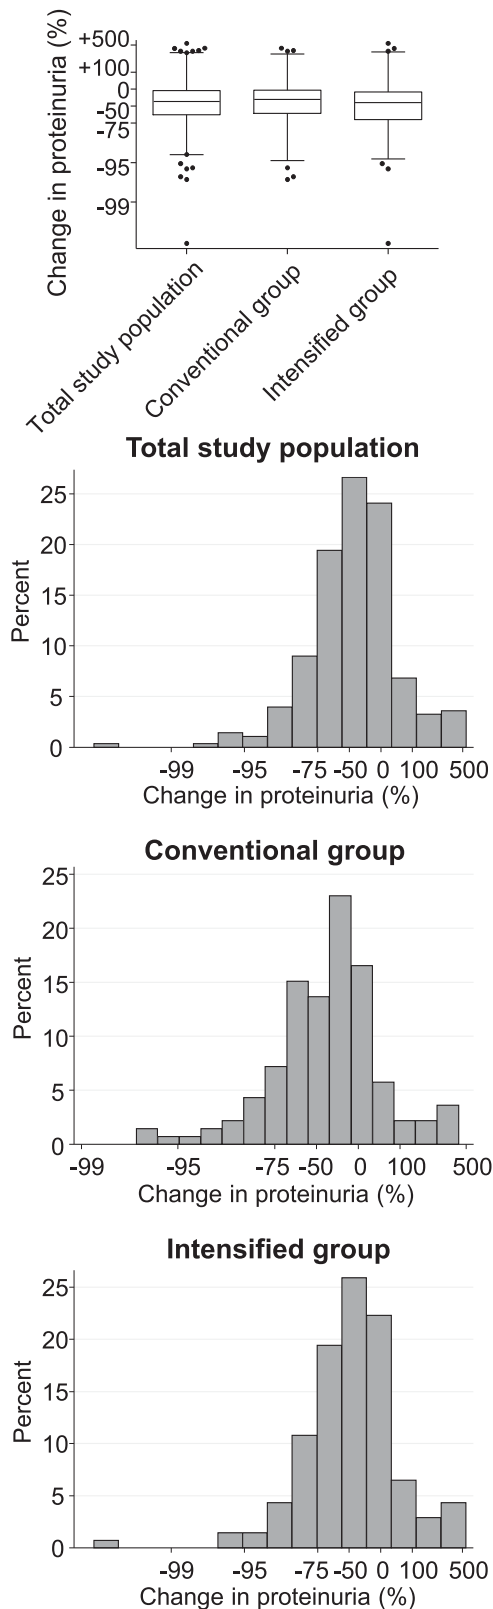 Change in proteinuria (%)
+500
+100
0
-50
-75
-95
-99
Total study population
Conventional group
Intensified group
Total study population
Percent
25
20
15
10
5
0
-99 -95 -75 -50 0 100 500
Change in proteinuria (%)
Conventional group
Percent
25
20
15
10
5
0
-99 -95 -75 -50 0 100 500
Change in proteinuria (%)
Intensified group
Percent
25
20
15
10
5
0
-99 -95 -75 -50 0 100 500
Change in proteinuria (%)